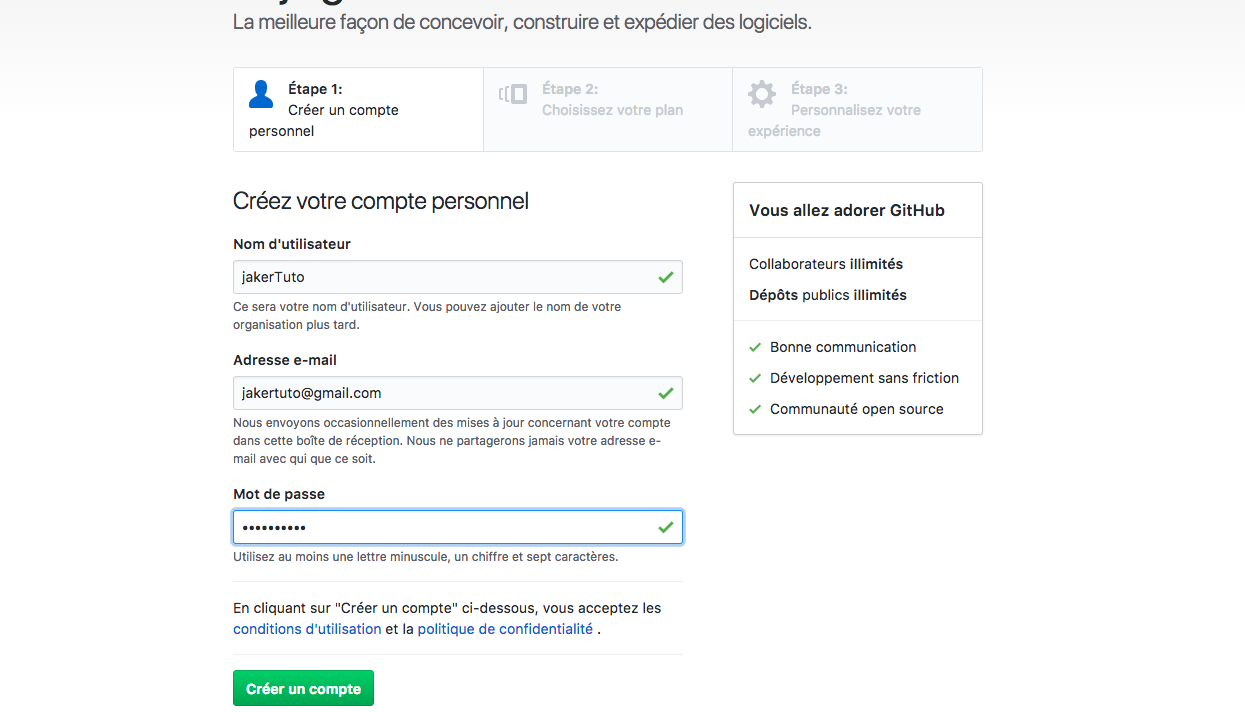 La meilleure façon de concevoir, construire et expédier des logiciels.
Étape 1:
Créer un compte
personnel
Étape 2:
Choisissez votre plan
Étape 3:
Personnalisez votre
expérience
Créez votre compte personnel
Nom d'utilisateur
jakerTuto
Ce sera votre nom d'utilisateur. Vous pouvez ajouter le nom de votre
organisation plus tard.
Adresse e-mail
jakertuto@gmail.com
Nous envoyons occasionnellement des mises à jour concernant votre compte
dans cette boîte de réception. Nous ne partagerons jamais votre adresse e-
mail avec qui que ce soit.
Mot de passe
••••••••••
Utilisez au moins une lettre minuscule, un chiffre et sept caractères.
En cliquant sur "Créer un compte" ci-dessous, vous acceptez les
conditions d'utilisation et la politique de confidentialité .
Créer un compte
Vous allez adorer GitHub
Collaborateurs illimités
Dépôts publics illimités
Bonne communication
Développement sans friction
Communauté open source